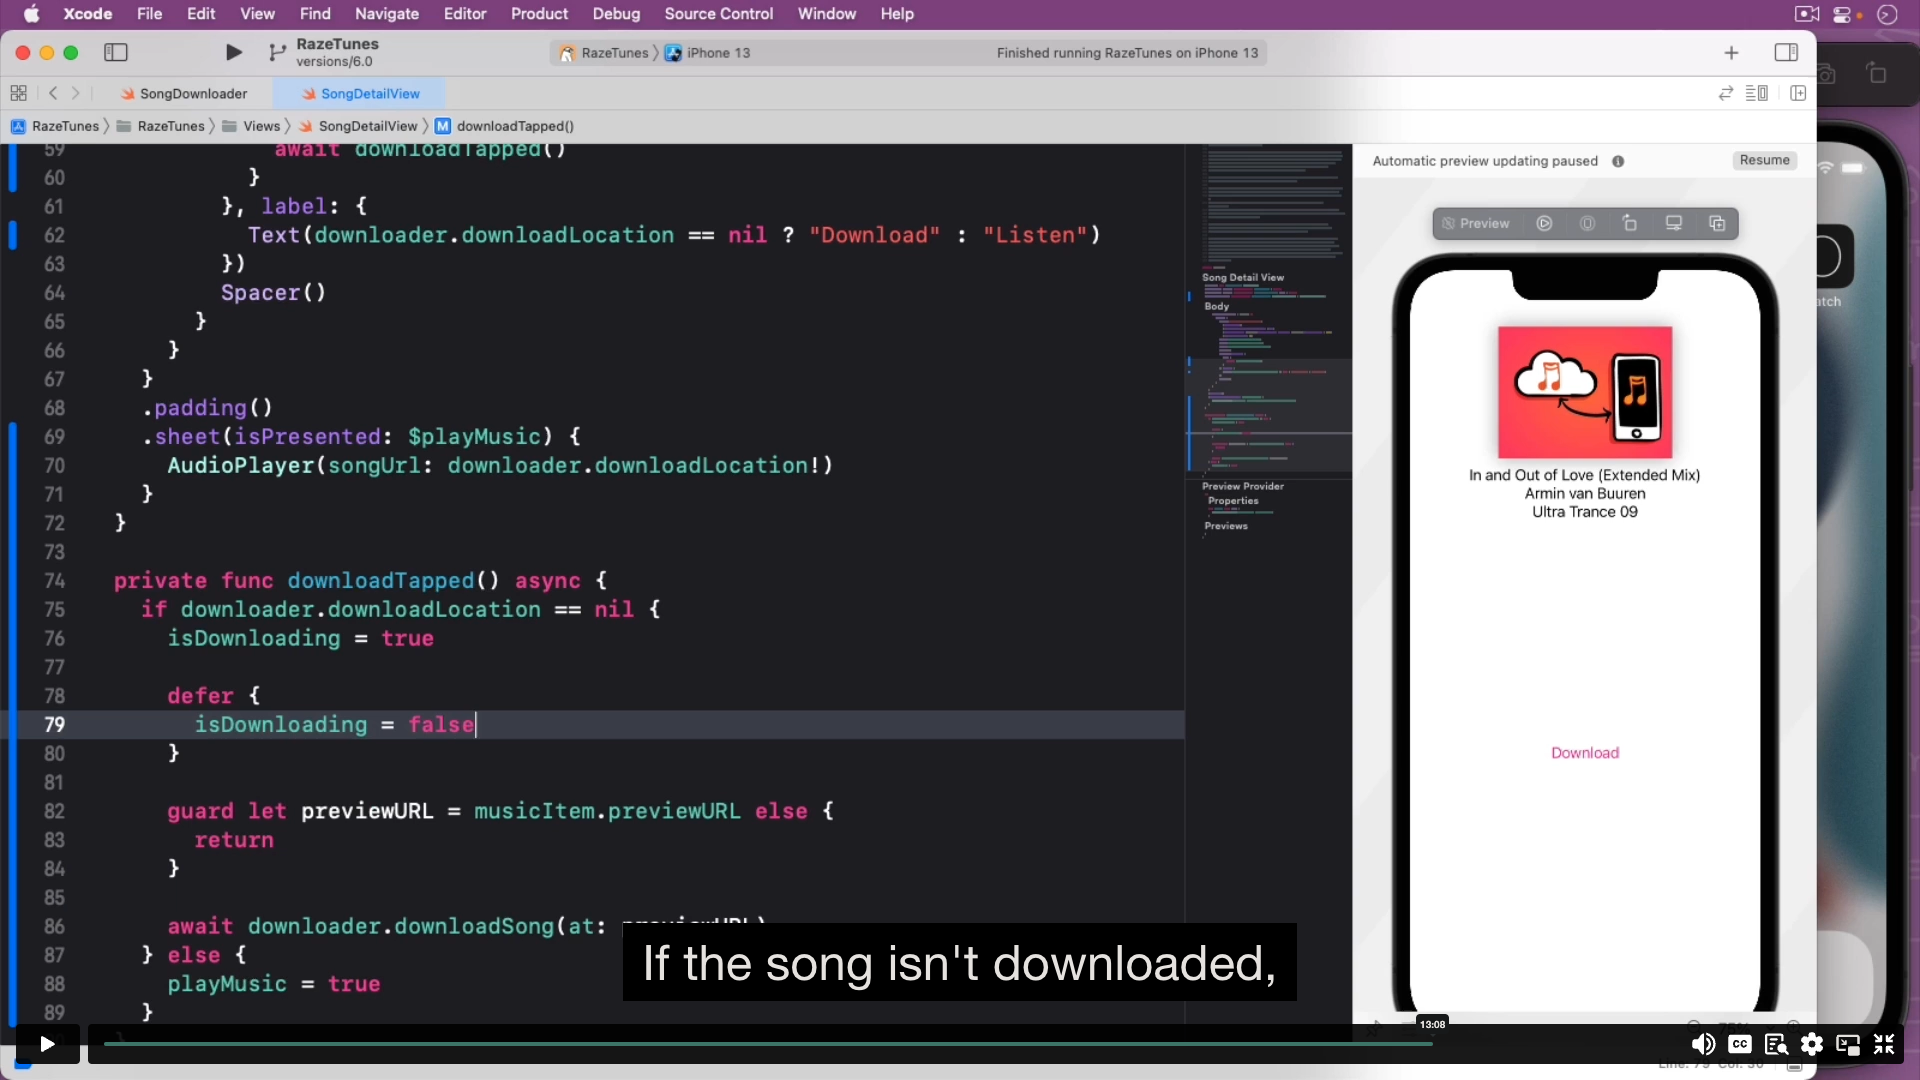 Xcode File Edit View Find Navigate Editor Product Debug Source Control Window Help
RazeTunes
versions/6.0
RazeTunes iPhone 13
Finished running RazeTunes on iPhone 13
SongDownloader
SongDetailView
RazeTunes RazeTunes Views SongDetailView M downloadTapped()
59 await downloadTapped()
60 }
61 }, label: {
62 Text(downloader.downloadLocation == nil ? "Download" : "Listen")
63 })
64 Spacer()
65 }
66 }
67 }
68 .padding()
69 .sheet(isPresented: $playMusic) {
70 AudioPlayer(songUrl: downloader.downloadLocation!)
71 }
72 }
73
74 private func downloadTapped() async {
75 if downloader.downloadLocation == nil {
76 isDownloading = true
77
78 defer {
79 isDownloading = false
80 }
81
82 guard let previewURL = musicItem.previewURL else {
83 return
84 }
85
86 await downloader.downloadSong(at: previewURL)
87 } else {
88 playMusic = true
89 }
Song Detail View
Body
Preview Provider
Properties
Previews
Automatic preview updating paused
Resume
Preview
In and Out of Love (Extended Mix)
Armin van Buuren
Ultra Trance 09
Download
atch
If the song isn't downloaded,
13:08
CC
Line: 79 Col: 30